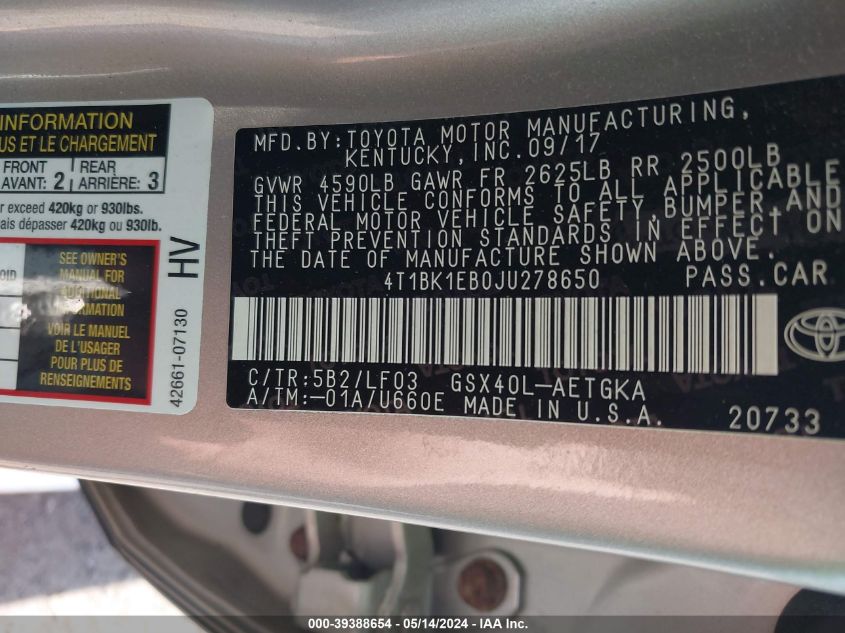 INFORMATION
US ET LE CHARGEMENT
FRONT REAR
AVANT: 2 ARRIÈRE: 3
r exceed 420kg or 930lbs.
ais dépasser 420kg ou 930lb.
OID
SEE OWNER'S
MANUAL FOR
ADDITIONAL
INFORMATION
VOIR LE MANUEL
DE L'USAGER
POUR PLUS DE
RENSEIGNEMENTS
HV
42661-07130
MFD.BY:TOYOTA MOTOR MANUFACTURING,
KENTUCKY,INC.09/17
GVWR 4590LB GAWR FR 2625LB RR 2500LB
THIS VEHICLE CONFORMS TO ALL APPLICABLE
FEDERAL MOTOR VEHICLE SAFETY,BUMPER AND
THEFT PREVENTION STANDARDS IN EFFECT ON
THE DATE OF MANUFACTURE SHOWN ABOVE.
4T1BK1EB0JU278650 PASS.CAR
C/TR:5B2/LF03 GSX40L-AETGKA
A/TM:-01A/U660E MADE IN U.S.A. 20733
000-39388654 - 05/14/2024 - IAA Inc.